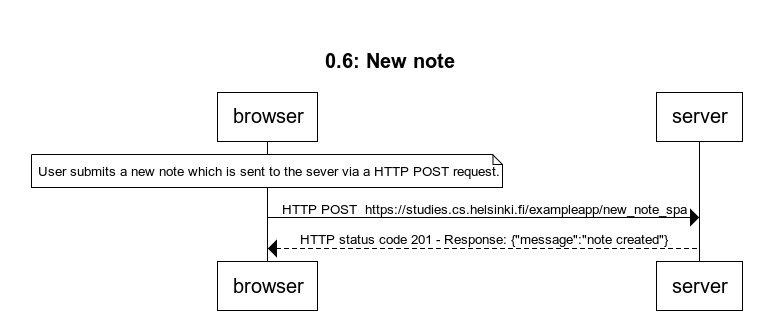 0.6: New note
browser
server
User submits a new note which is sent to the sever via a HTTP POST request.
HTTP POST  https://studies.cs.helsinki.fi/exampleapp/new_note_spa
HTTP status code 201 - Response: {"message":"note created"}
browser
server